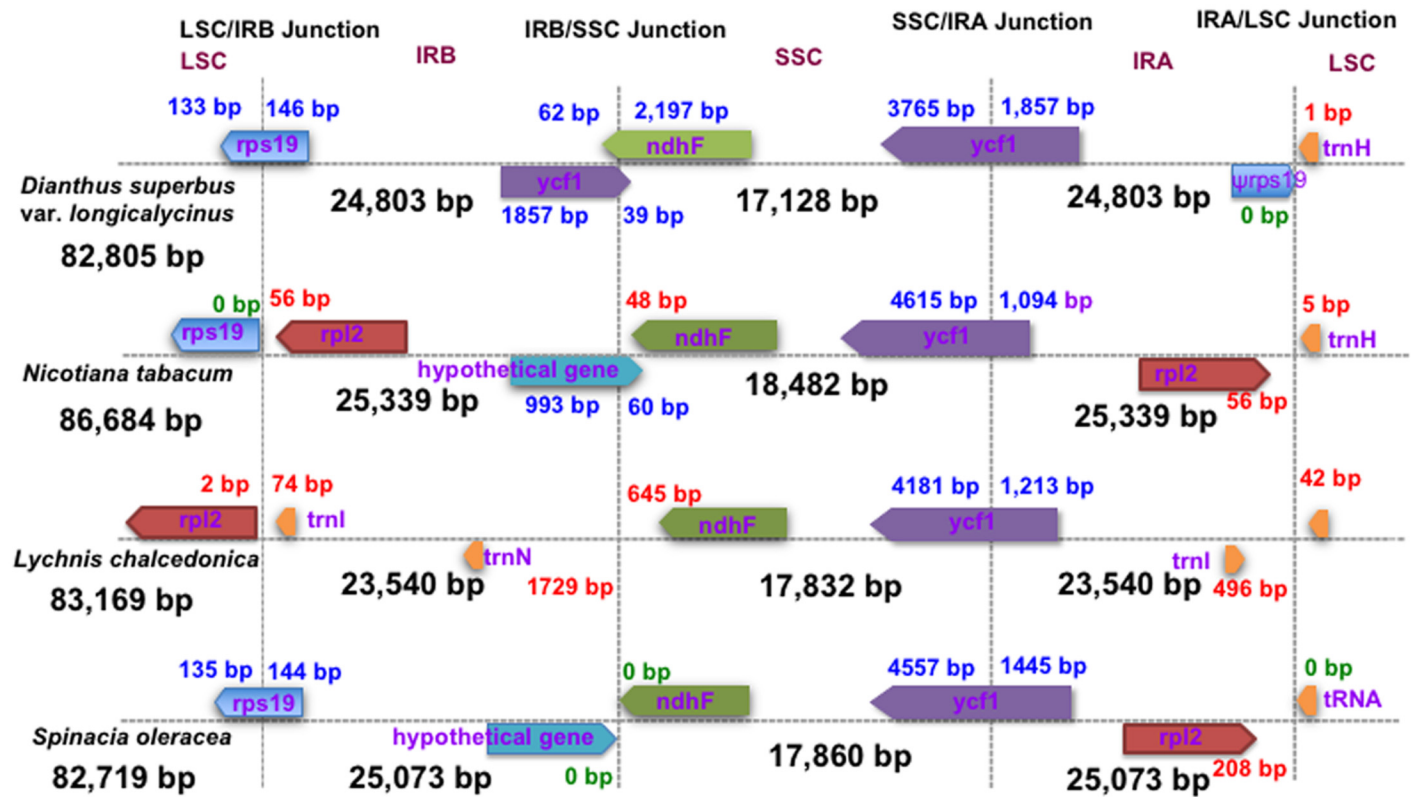 LSC/IRB Junction IRB/SSC Junction SSC/IRA Junction IRA/LSC Junction
LSC IRB SSC IRA LSC
133 bp 146 bp 62 bp 2,197 bp 3765 bp 1,857 bp 1 bp
rps19 ndhF ycf1 trnH
ycf1 ψrps19
Dianthus superbus
var. longicalycinus
24,803 bp 1857 bp 39 bp 17,128 bp 24,803 bp 0 bp
82,805 bp
0 bp 56 bp 48 bp 4615 bp 1,094 bp 5 bp
rps19 rpl2 ndhF ycf1 trnH
Nicotiana tabacum hypothetical gene rpl2
25,339 bp 993 bp 60 bp 18,482 bp 25,339 bp 56 bp
86,684 bp
2 bp 74 bp 645 bp 4181 bp 1,213 bp 42 bp
rpl2 trnI ndhF ycf1
Lychnis chalcedonica trnN trnI
23,540 bp 1729 bp 17,832 bp 23,540 bp 496 bp
83,169 bp
135 bp 144 bp 0 bp 4557 bp 1445 bp 0 bp
rps19 ndhF ycf1 tRNA
Spinacia oleracea hypothetical gene rpl2
82,719 bp 25,073 bp 0 bp 17,860 bp 25,073 bp 208 bp